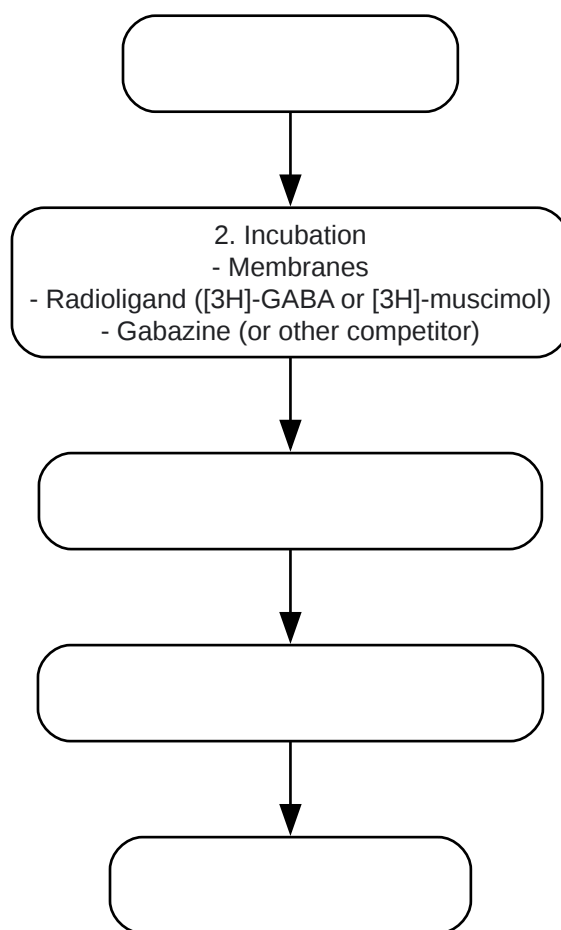 2. Incubation
- Membranes
- Radioligand ([3H]-GABA or [3H]-muscimol)
- Gabazine (or other competitor)